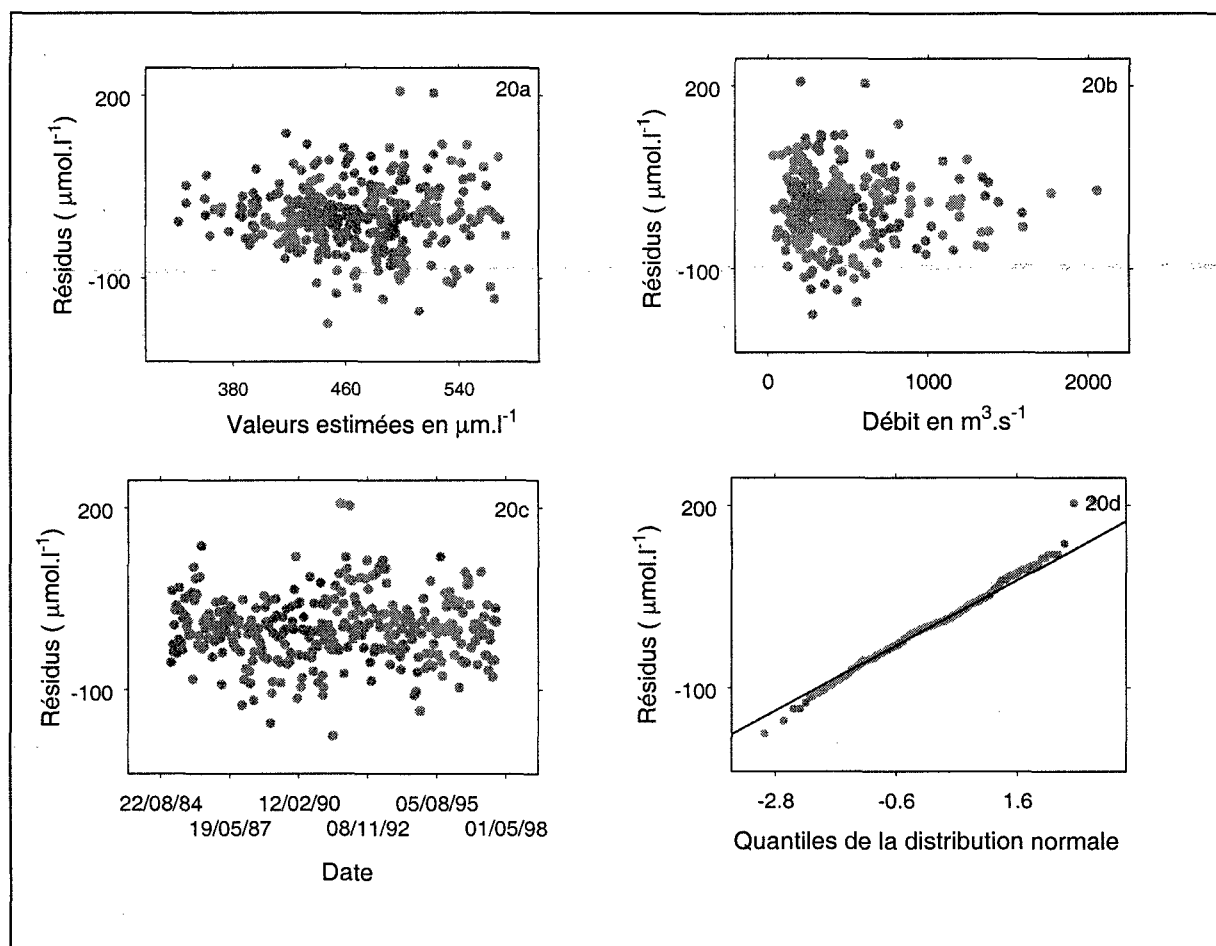 20a
200
-100
Résidus ( µmol.l-1)
380 460 540
Valeurs estimées en µm.l-1
20b
200
-100
Résidus ( µmol.l-1)
0 1000 2000
Débit en m3.s-1
20c
200
-100
Résidus ( µmol.l-1)
22/08/84 12/02/90 05/08/95
19/05/87 08/11/92 01/05/98
Date
20d
200
-100
Résidus ( µmol.l-1)
-2.8 -0.6 1.6
Quantiles de la distribution normale